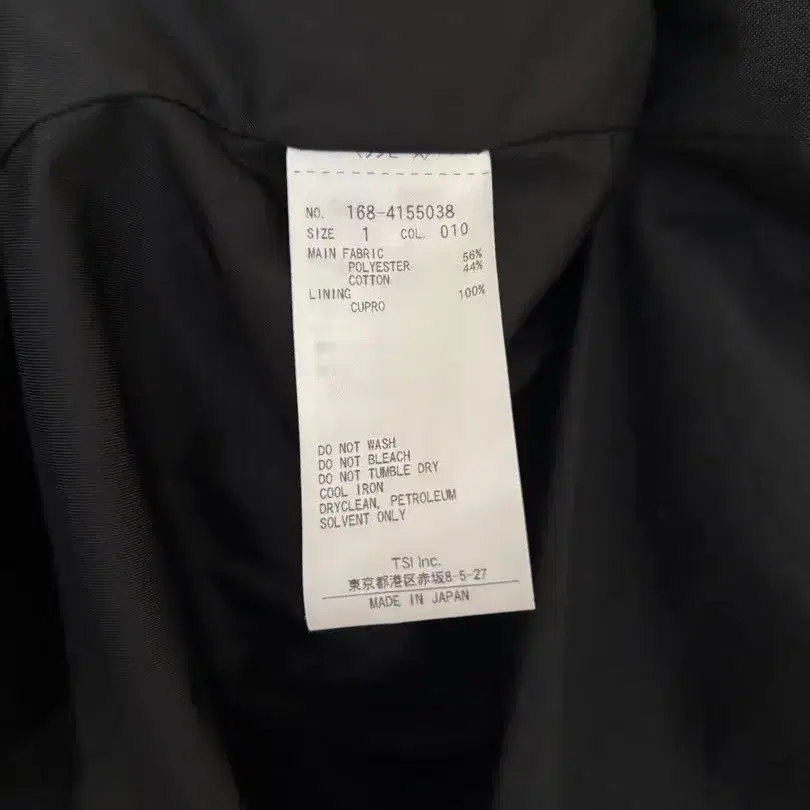 NO. 168-4155038
SIZE 1 COL. 010
MAIN FABRIC
POLYESTER 56%
COTTON 44%
LINING
CUPRO 100%
DO NOT WASH
DO NOT BLEACH
DO NOT TUMBLE DRY
COOL IRON
DRYCLEAN, PETROLEUM
SOLVENT ONLY
TSI Inc.
東京都港区赤坂8-5-27
MADE IN JAPAN